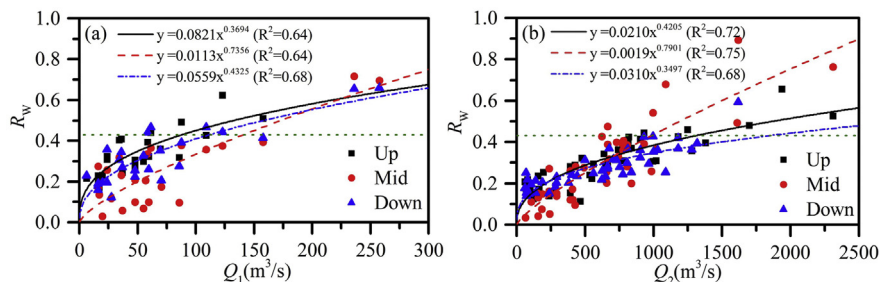 (a)
y=0.0821x^0.3694 (R²=0.64)
y=0.0113x^0.7356 (R²=0.64)
y=0.0559x^0.4325 (R²=0.68)
1.0
0.8
0.6
0.4
0.2
0.0
R_W
Up
Mid
Down
0 50 100 150 200 250 300
Q₁(m³/s)
(b)
y=0.0210x^0.4205 (R²=0.72)
y=0.0019x^0.7901 (R²=0.75)
y=0.0310x^0.3497 (R²=0.68)
1.0
0.8
0.6
0.4
0.2
0.0
R_W
Up
Mid
Down
0 500 1000 1500 2000 2500
Q₂(m³/s)